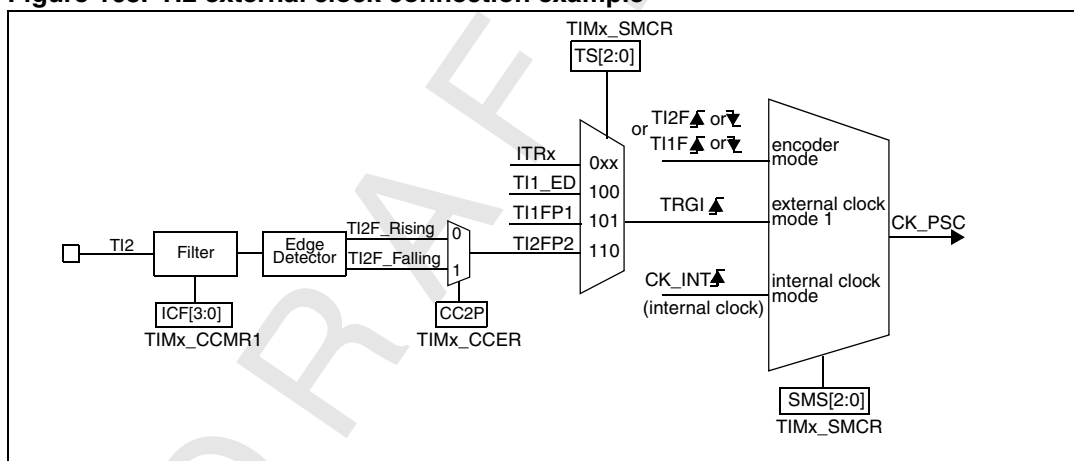 Figure 163. TI2 external clock connection example
TIMx_SMCR
TS[2:0]
or TI2F or
TI1F or
encoder
mode
ITRx
0xx
TI1_ED
100
TI1FP1
101
TRGI
external clock
mode 1
CK_PSC
TI2FP2
110
TI2
Filter
Edge
Detector
TI2F_Rising
0
TI2F_Falling
1
CK_INT
(internal clock)
internal clock
mode
ICF[3:0]
TIMx_CCMR1
CC2P
TIMx_CCER
SMS[2:0]
TIMx_SMCR
DRAF